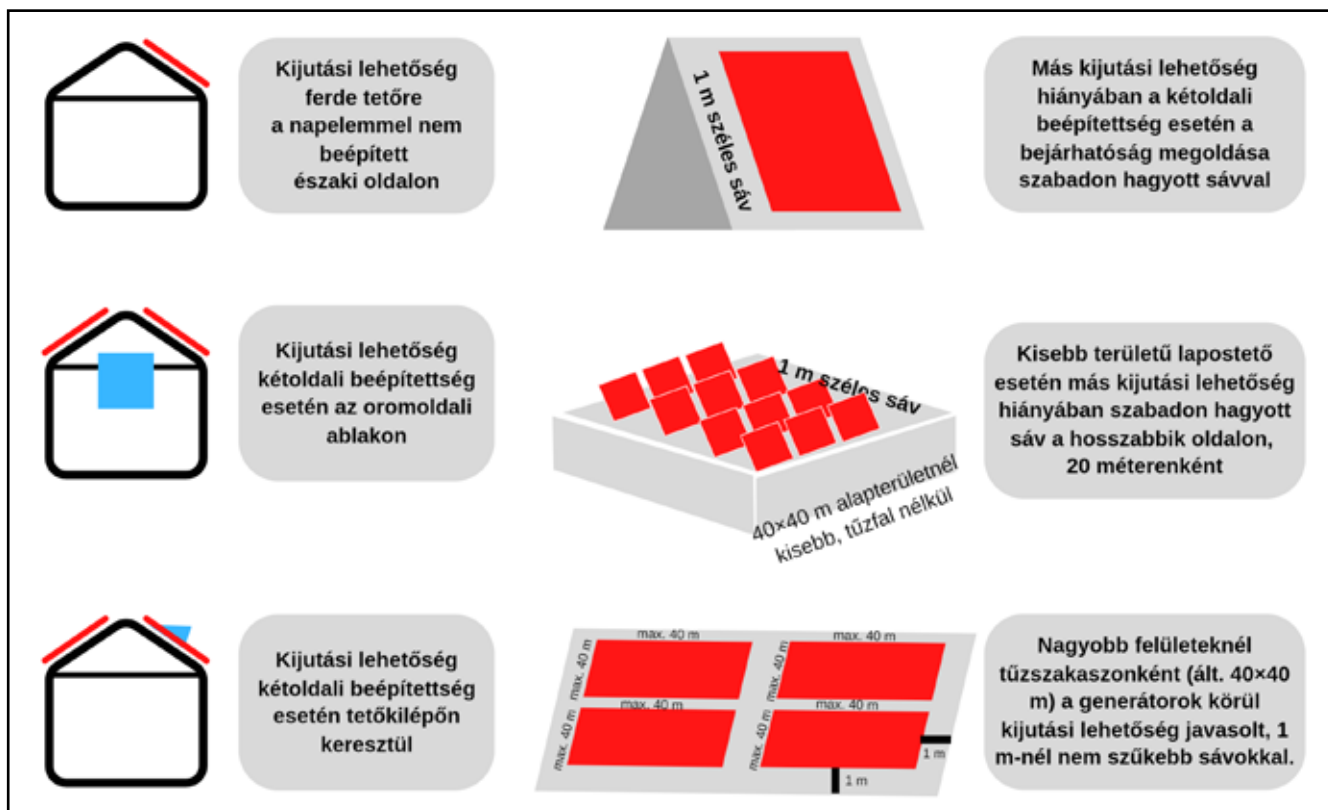 Kijutási lehetőség
ferde tetőre
a napelemmel nem
beépített
északi oldalon
1 m széles sáv
Más kijutási lehetőség
hiányában a kétoldali
beépítettség esetén a
bejárhatóság megoldása
szabadon hagyott sávval
Kijutási lehetőség
kétoldali beépítettség
esetén az oromoldali
ablakon
1 m széles sáv
40×40 m alapterületnél
kisebb, tűzfal nélkül
Kisebb területű lapostető
esetén más kijutási lehetőség
hiányában szabadon hagyott
sáv a hosszabbik oldalon,
20 méterenként
Kijutási lehetőség
kétoldali beépítettség
esetén tetőkilépőn
keresztül
max. 40 m
max. 40 m
max. 40 m
max. 40 m
max. 40 m
max. 40 m
max. 40 m
max. 40 m
1 m
1 m
Nagyobb felületeknél
tűzszakaszonként (ált. 40×40
m) a generátorok körül
kijutási lehetőség javasolt, 1
m-nél nem szűkebb sávokkal.